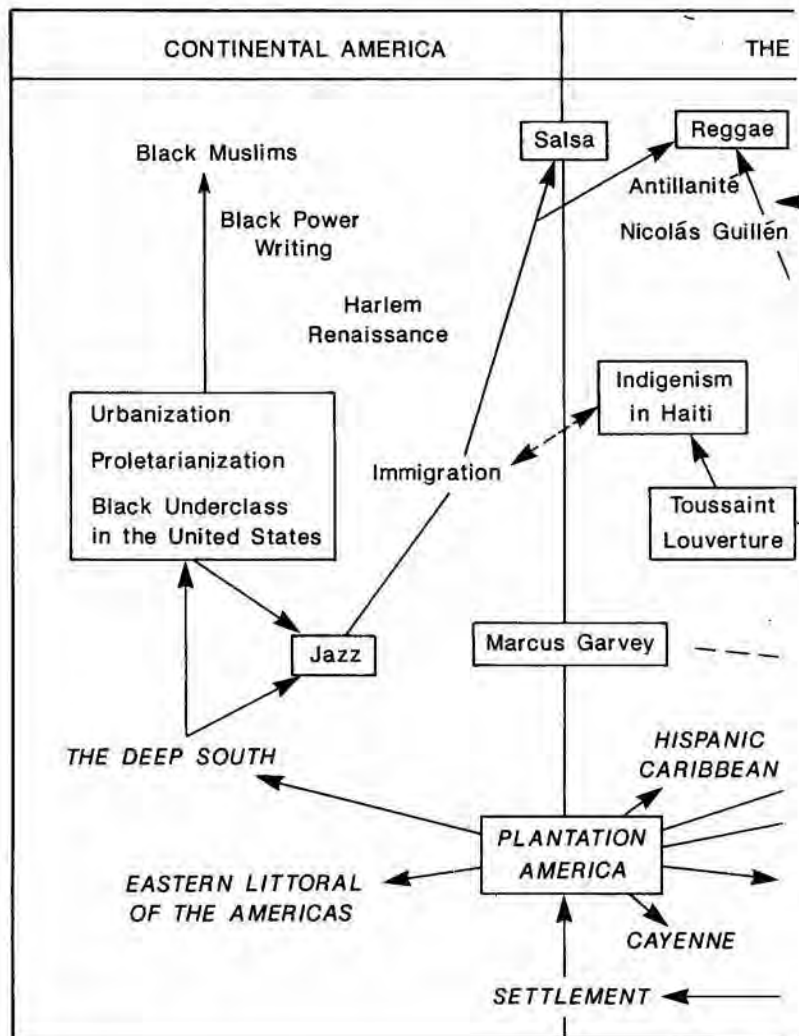 CONTINENTAL AMERICA
THE
Salsa
Reggae
Black Muslims
Antillanité
Black Power
Writing
Nicolás Guillén
Harlem
Renaissance
Indigenism
in Haiti
Urbanization
Proletarianization
Black Underclass
in the United States
Immigration
Toussaint
Louverture
Jazz
Marcus Garvey
THE DEEP SOUTH
HISPANIC
CARIBBEAN
PLANTATION
AMERICA
EASTERN LITTORAL
OF THE AMERICAS
CAYENNE
SETTLEMENT